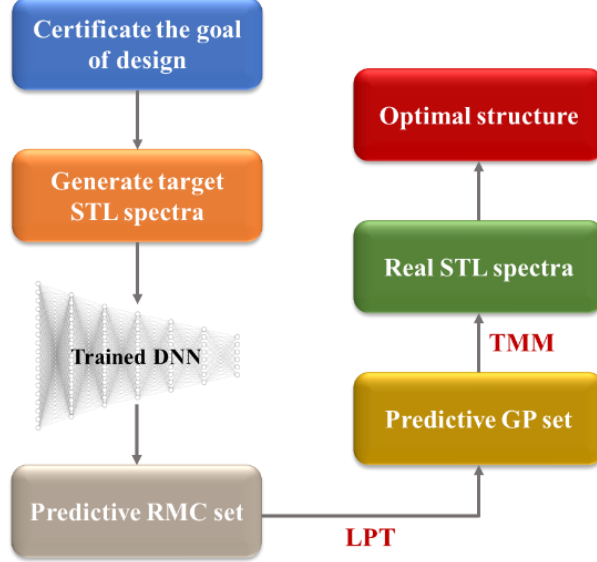 Certificate the goal
of design
Generate target
STL spectra
Trained DNN
Predictive RMC set
LPT
Predictive GP set
TMM
Real STL spectra
Optimal structure